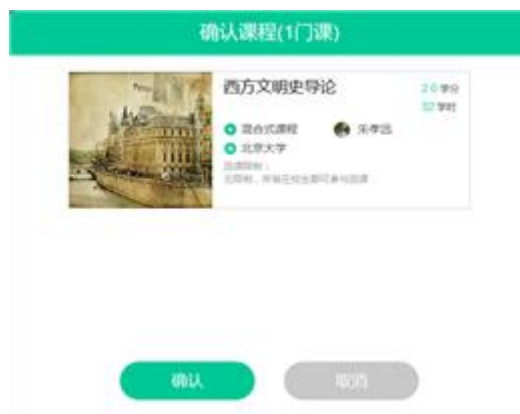 确认课程(1门课)
西方文明史导论
2.0 学分
32 学时
混合式课程
朱孝远
北京大学
选课限制：
无限制，所有在校生都可参与选课
确认
取消